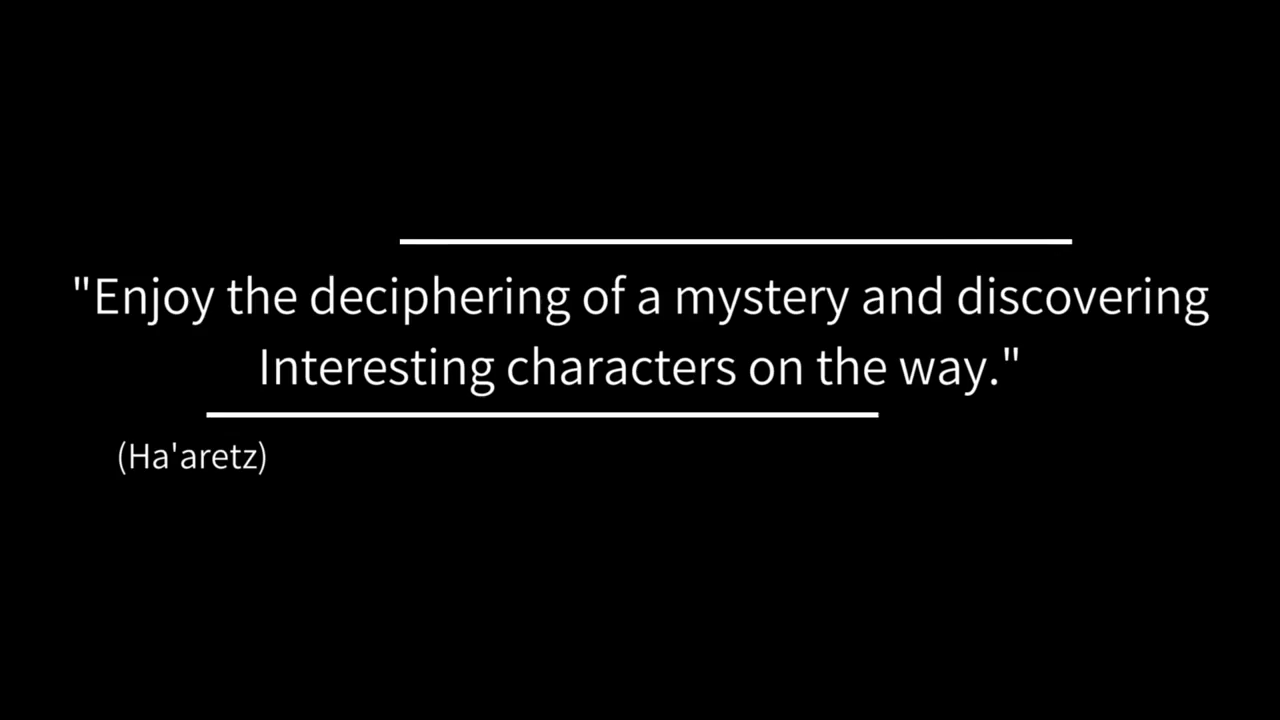 "Enjoy the deciphering of a mystery and discovering
Interesting characters on the way."
(Ha'aretz)